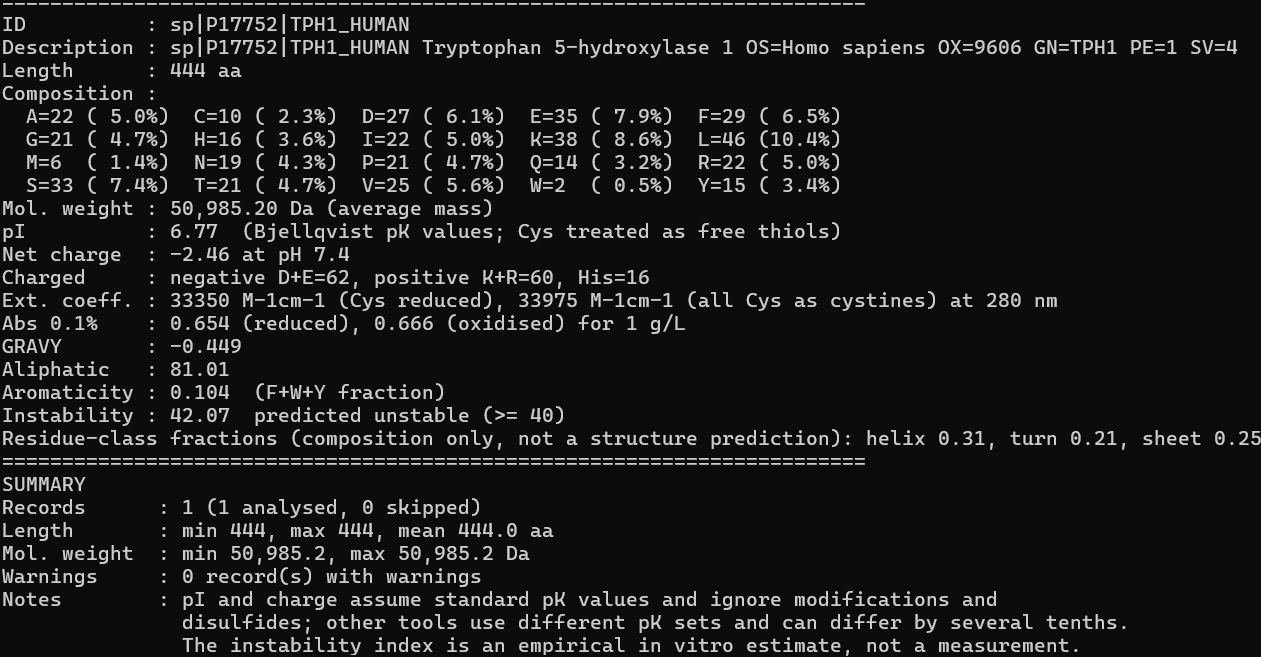 ------------------------------------------------------------------------
ID          : sp|P17752|TPH1_HUMAN
Description : sp|P17752|TPH1_HUMAN Tryptophan 5-hydroxylase 1 OS=Homo sapiens OX=9606 GN=TPH1 PE=1 SV=4
Length      : 444 aa
Composition :
  A=22 ( 5.0%)  C=10 ( 2.3%)  D=27 ( 6.1%)  E=35 ( 7.9%)  F=29 ( 6.5%)
  G=21 ( 4.7%)  H=16 ( 3.6%)  I=22 ( 5.0%)  K=38 ( 8.6%)  L=46 (10.4%)
  M=6  ( 1.4%)  N=19 ( 4.3%)  P=21 ( 4.7%)  Q=14 ( 3.2%)  R=22 ( 5.0%)
  S=33 ( 7.4%)  T=21 ( 4.7%)  V=25 ( 5.6%)  W=2  ( 0.5%)  Y=15 ( 3.4%)
Mol. weight : 50,985.20 Da (average mass)
pI          : 6.77  (Bjellqvist pK values; Cys treated as free thiols)
Net charge  : -2.46 at pH 7.4
Charged     : negative D+E=62, positive K+R=60, His=16
Ext. coeff. : 33350 M-1cm-1 (Cys reduced), 33975 M-1cm-1 (all Cys as cystines) at 280 nm
Abs 0.1%    : 0.654 (reduced), 0.666 (oxidised) for 1 g/L
GRAVY       : -0.449
Aliphatic   : 81.01
Aromaticity : 0.104  (F+W+Y fraction)
Instability : 42.07  predicted unstable (>= 40)
Residue-class fractions (composition only, not a structure prediction): helix 0.31, turn 0.21, sheet 0.25
========================================================================
SUMMARY
Records      : 1 (1 analysed, 0 skipped)
Length       : min 444, max 444, mean 444.0 aa
Mol. weight  : min 50,985.2, max 50,985.2 Da
Warnings     : 0 record(s) with warnings
Notes        : pI and charge assume standard pK values and ignore modifications and
               disulfides; other tools use different pK sets and can differ by several tenths.
               The instability index is an empirical in vitro estimate, not a measurement.